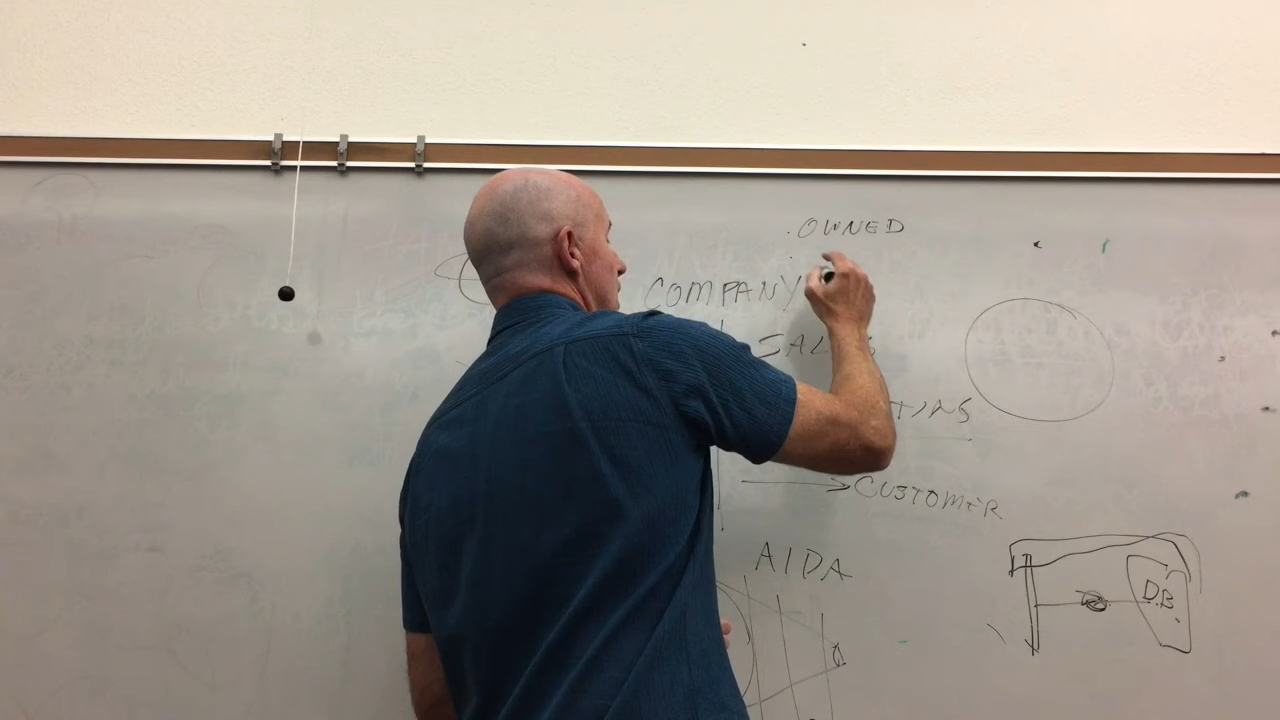 .OWNED
COMPANY
CUSTOMER
AIDA
D.B.